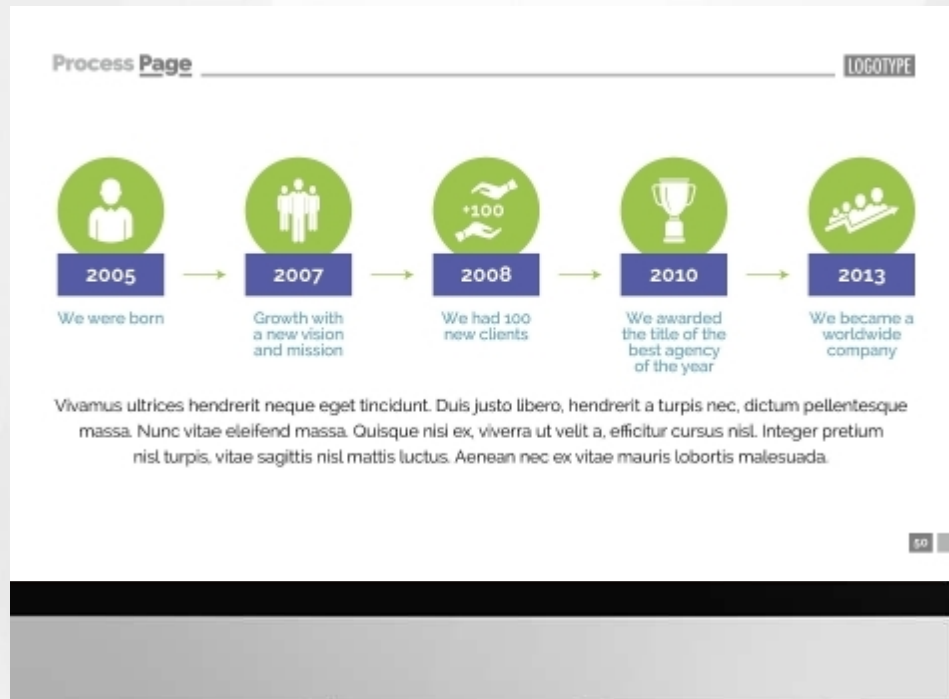 Process Page
LOGOTYPE
+100
2005
2007
2008
2010
2013
We were born
Growth with
a new vision
and mission
We had 100
new clients
We awarded
the title of the
best agency
of the year
We became a
worldwide
company
Vivamus ultrices hendrerit neque eget tincidunt. Duis justo libero, hendrerit a turpis nec, dictum pellentesque
massa. Nunc vitae eleifend massa. Quisque nisi ex, viverra ut velit a, efficitur cursus nisl. Integer pretium
nisl turpis, vitae sagittis nisl mattis luctus. Aenean nec ex vitae mauris lobortis malesuada.
50